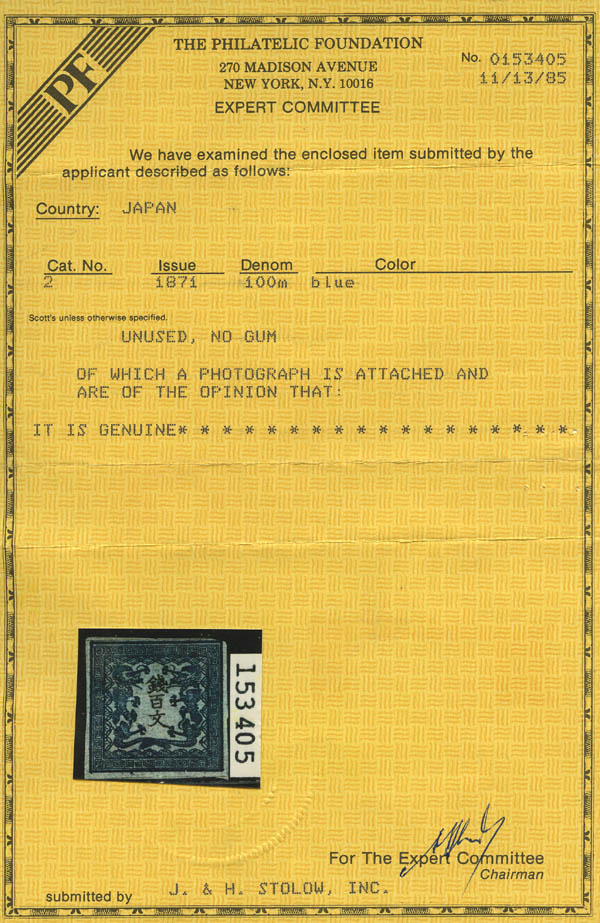 PF
THE PHILATELIC FOUNDATION
270 MADISON AVENUE
NEW YORK, N.Y. 10016
EXPERT COMMITTEE
No. 0153405
11/13/85
We have examined the enclosed item submitted by the
applicant described as follows:
Country: JAPAN
Cat. No. Issue Denom Color
2 1871 100m blue
Scott's unless otherwise specified.
UNUSED, NO GUM
OF WHICH A PHOTOGRAPH IS ATTACHED AND
ARE OF THE OPINION THAT:
IT IS GENUINE* * * * * * * * * * * * * * * * * *
錢百文
153405
For The Expert Committee
Chairman
submitted by J. & H. STOLOW, INC.